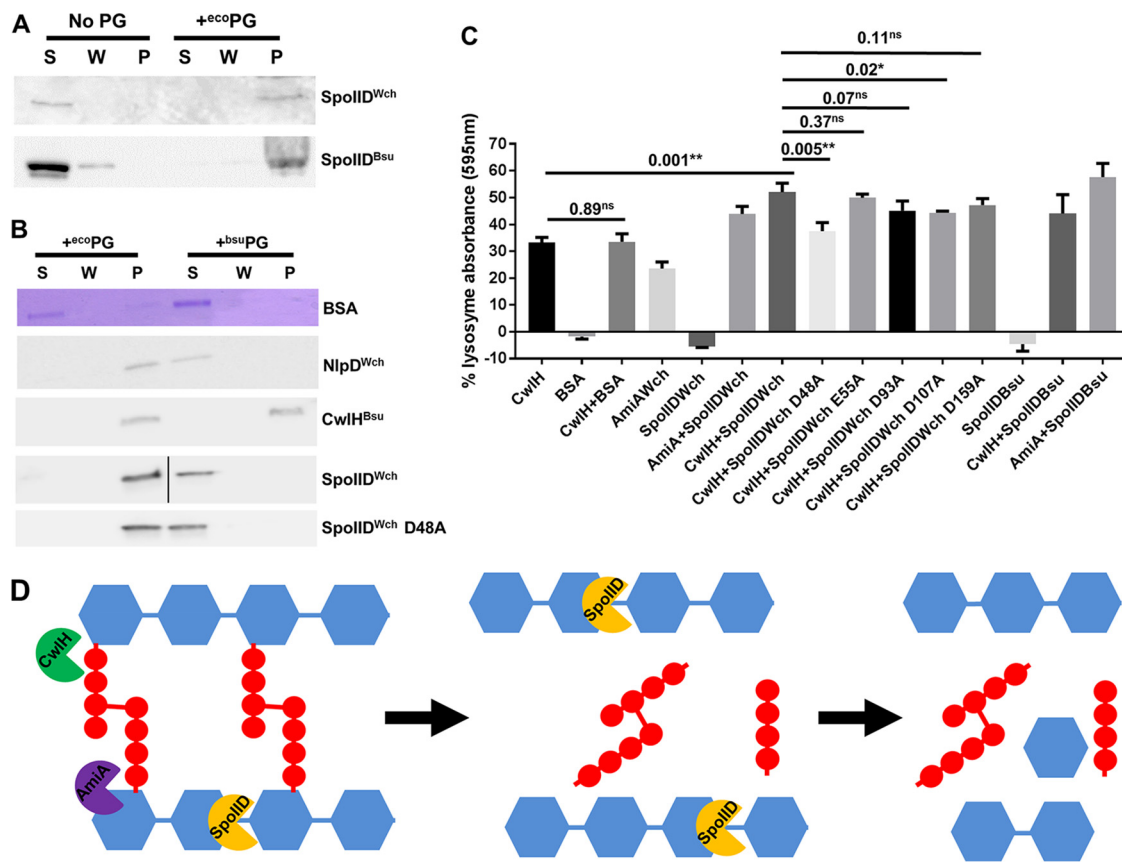 A
No PG
+ecoPG
S W P S W P
SpoIIDWch
SpoIIDBsu
B
+ecoPG
+bsuPG
S W P S W P
BSA
NlpDWch
CwlHBsu
SpoIIDWch
SpoIIDWch D48A
C
0.11ns
0.02*
0.07ns
0.37ns
0.005**
0.001**
0.89ns
% lysosyme absorbance (595nm)
70
60
50
40
30
20
10
0
-10
CwlH
BSA
CwlH+BSA
AmiAWch
SpoIIDWch
AmiA+SpoIIDWch
CwlH+SpoIIDWch
CwlH+SpoIIDWch D48A
CwlH+SpoIIDWch E55A
CwlH+SpoIIDWch D93A
CwlH+SpoIIDWch D107A
CwlH+SpoIIDWch D159A
SpoIIDBsu
CwlH+SpoIIDBsu
AmiA+SpoIIDBsu
D
CwlH
AmiA
SpoIID
SpoIID
SpoIID